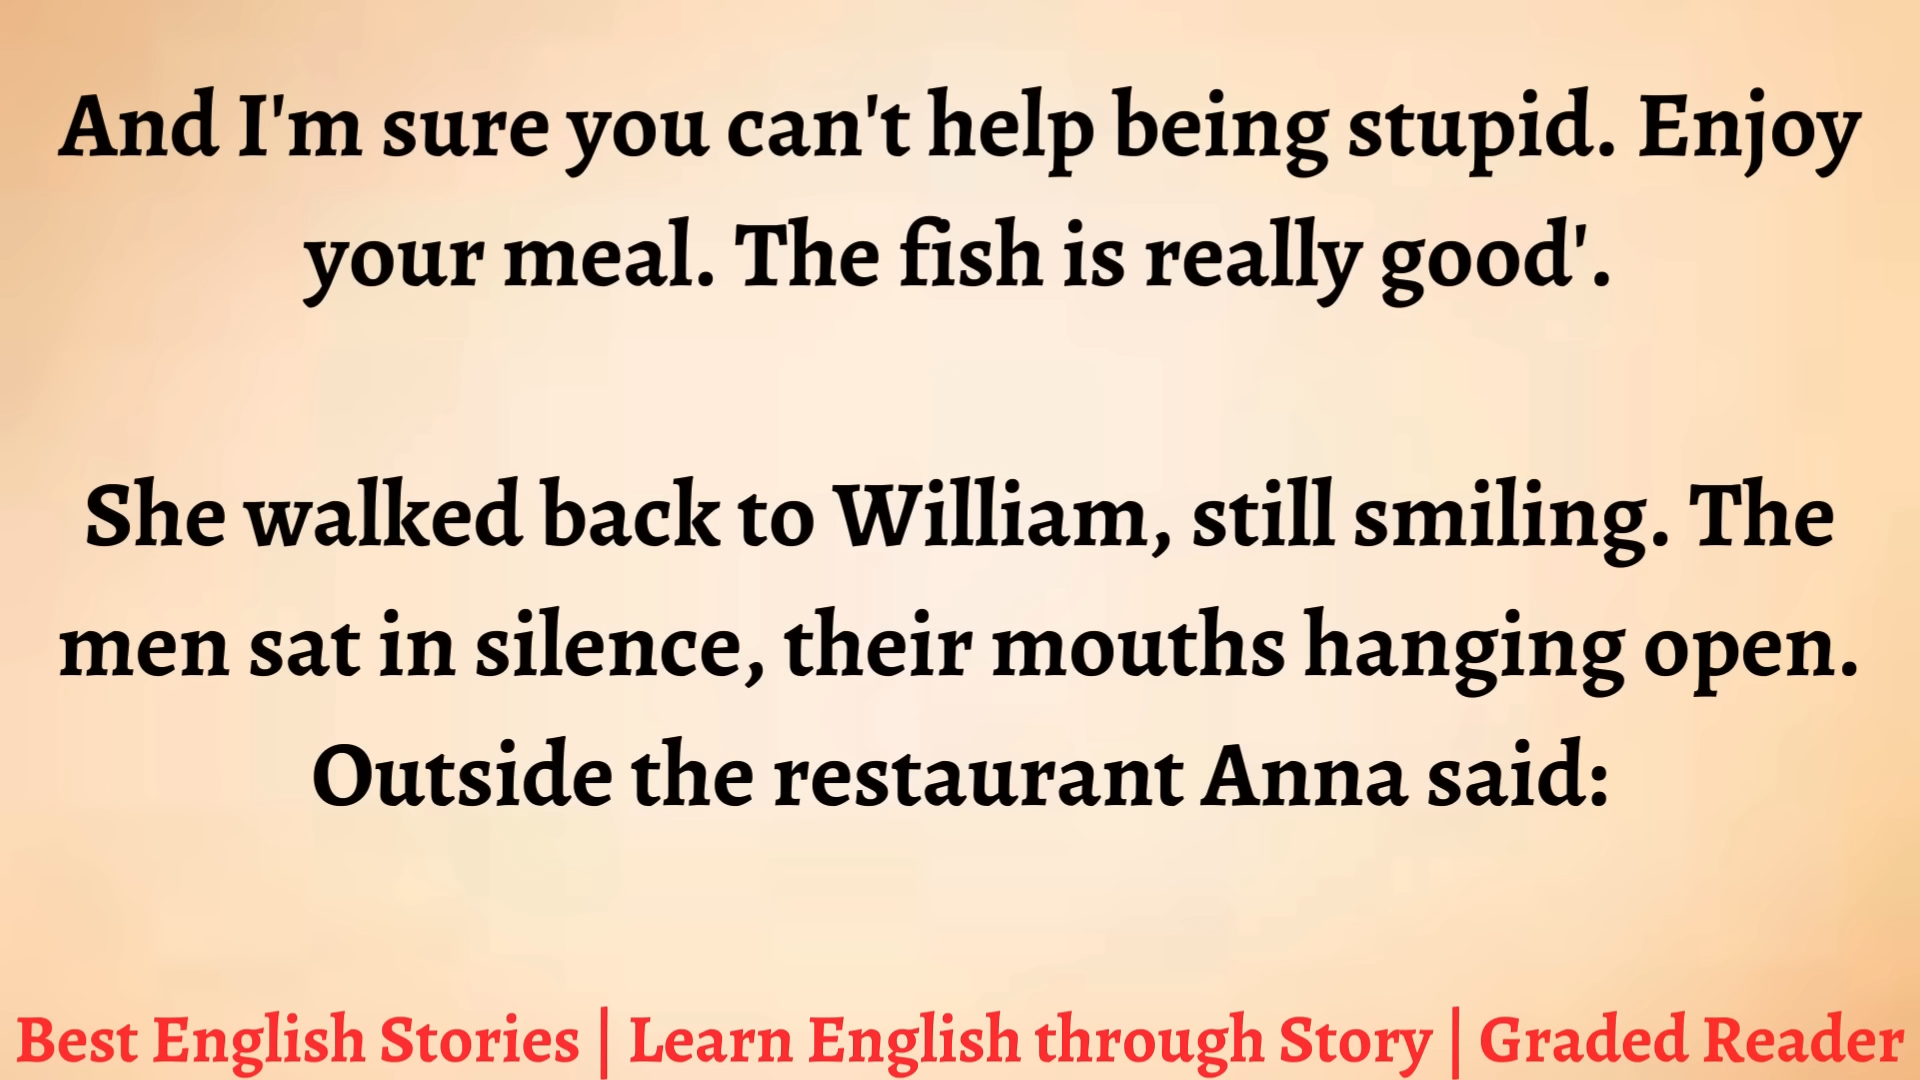 And I'm sure you can't help being stupid. Enjoy
your meal. The fish is really good'.
She walked back to William, still smiling. The
men sat in silence, their mouths hanging open.
Outside the restaurant Anna said:
Best English Stories | Learn English through Story | Graded Reader